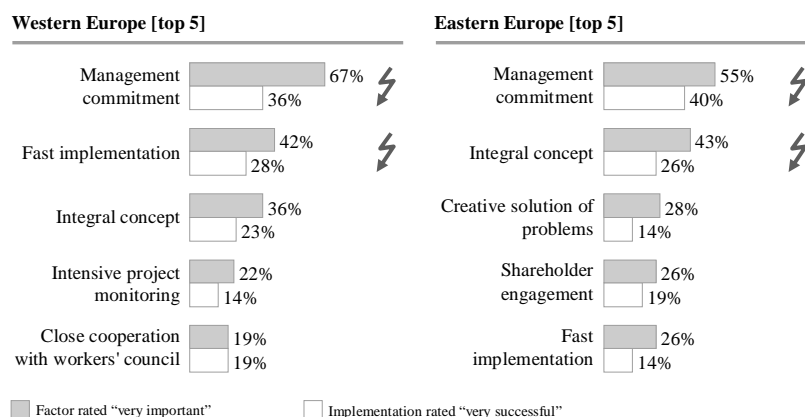 Western Europe [top 5]
Management
commitment
67%
36%
Fast implementation
42%
28%
Integral concept
36%
23%
Intensive project
monitoring
22%
14%
Close cooperation
with workers' council
19%
19%
Eastern Europe [top 5]
Management
commitment
55%
40%
Integral concept
43%
26%
Creative solution of
problems
28%
14%
Shareholder
engagement
26%
19%
Fast
implementation
26%
14%
Factor rated “very important”
Implementation rated “very successful”